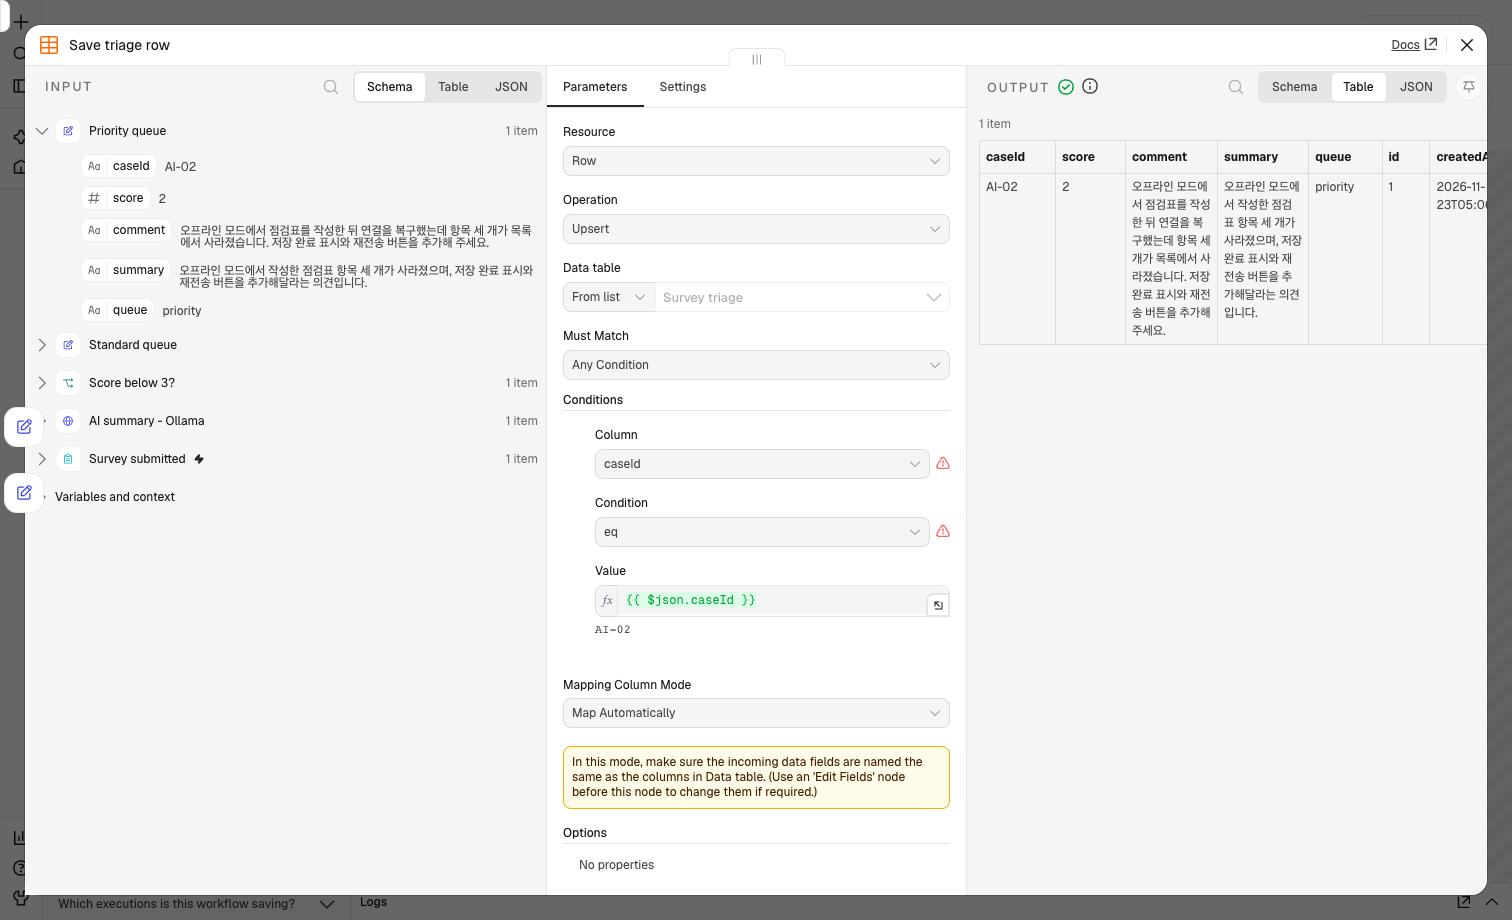 Save triage row
Docs
INPUT
Schema
Table
JSON
Priority queue
1 item
caseId
AI-02
score
2
comment
오프라인 모드에서 점검표를 작성한 뒤 연결을 복구했는데 항목 세 개가 목록
에서 사라졌습니다. 저장 완료 표시와 재전송 버튼을 추가해 주세요.
summary
오프라인 모드에서 작성한 점검표 항목 세 개가 사라졌으며, 저장 완료 표시와
재전송 버튼을 추가해달라는 의견입니다.
queue
priority
Standard queue
Score below 3?
1 item
AI summary - Ollama
1 item
Survey submitted
1 item
Variables and context
Parameters
Settings
Resource
Row
Operation
Upsert
Data table
From list
Survey triage
Must Match
Any Condition
Conditions
Column
caseId
Condition
eq
Value
fx
{{ $json.caseId }}
AI-02
Mapping Column Mode
Map Automatically
In this mode, make sure the incoming data fields are named the
same as the columns in Data table. (Use an 'Edit Fields' node
before this node to change them if required.)
Options
No properties
OUTPUT
Schema
Table
JSON
1 item
caseId
score
comment
summary
queue
id
createdA
AI-02
2
오프라인 모드에
서 점검표를 작성
한 뒤 연결을 복
구했는데 항목 세
개가 목록에서 사
라졌습니다. 저장
완료 표시와 재전
송 버튼을 추가해
주세요.
오프라인 모드에
서 작성한 점검
표 항목 세 개가
사라졌으며, 저장
완료 표시와 재
전송 버튼을 추
가해달라는 의견
입니다.
priority
1
2026-11-
23T05:0
Which executions is this workflow saving?
Logs